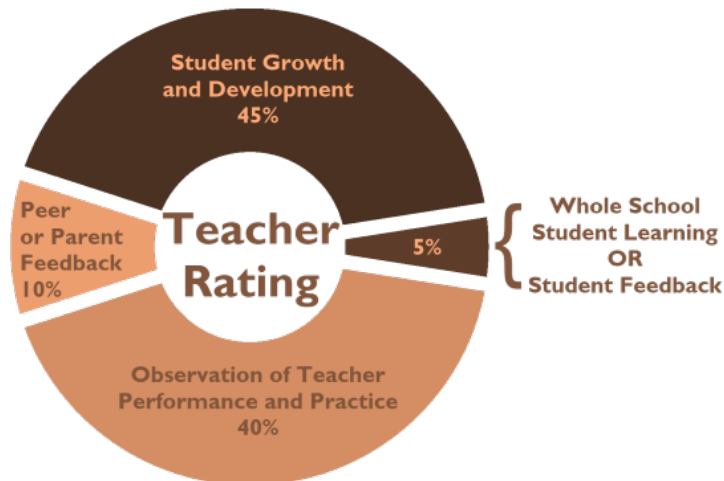 Student Growth
and Development
45%
Peer
or Parent
Feedback
10%
Teacher
Rating
5%
Whole School
Student Learning
OR
Student Feedback
Observation of Teacher
Performance and Practice
40%